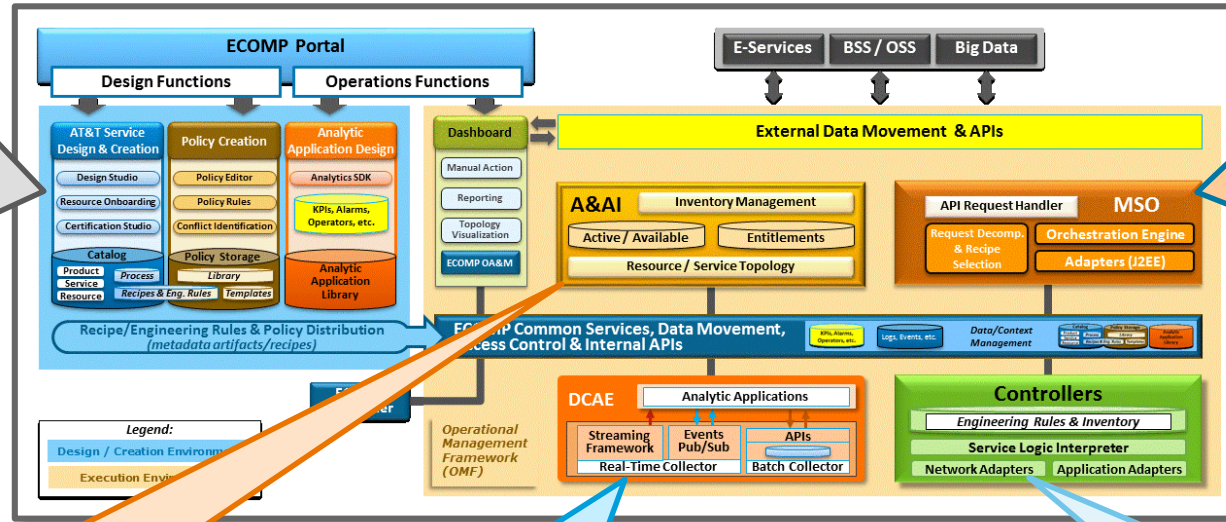 ECOMP Portal
Design Functions
Operations Functions
E-Services
BSS / OSS
Big Data
AT&T Service
Design & Creation
Design Studio
Resource Onboarding
Certification Studio
Catalog
Product
Service
Resource
Process
Recipes & Eng. Rules
Policy Creation
Policy Editor
Policy Rules
Conflict Identification
Policy Storage
Library
Templates
Analytic
Application Design
Analytics SDK
KPIs, Alarms,
Operators, etc.
Analytic
Application
Library
Recipe/Engineering Rules & Policy Distribution
(metadata artifacts/recipes)
Dashboard
Manual Action
Reporting
Topology
Visualization
ECOMP OA&M
External Data Movement & APIs
A&AI
Inventory Management
Active / Available
Entitlements
Resource / Service Topology
API Request Handler
MSO
Request Decomp.
& Recipe
Selection
Orchestration Engine
Adapters (J2EE)
Common Services, Data Movement,
Control & Internal APIs
KPIs, Alarms,
Operators, etc.
Logs, Events, etc.
Data/Context
Management
Catalog
Policy Storage
Library
Analytic
Application
Library
Legend:
Design / Creation
Execution
Operational
Management
Framework
(OMF)
DCAE
Analytic Applications
Streaming
Framework
Events
Pub/Sub
APIs
Real-Time Collector
Batch Collector
Controllers
Engineering Rules & Inventory
Service Logic Interpreter
Network Adapters
Application Adapters